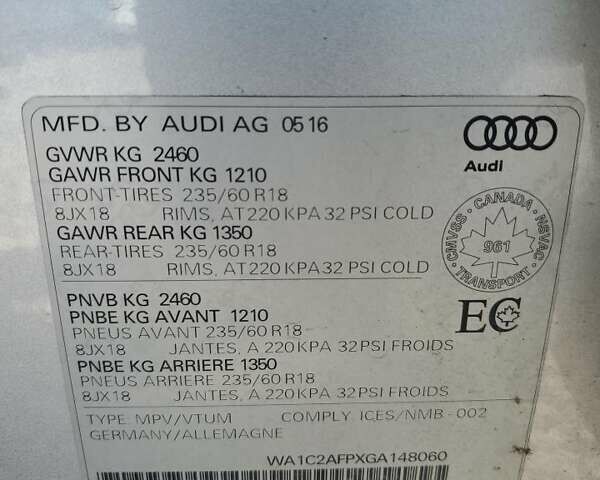 MFD. BY AUDI AG 05 16
GVWR KG 2460
GAWR FRONT KG 1210
FRONT-TIRES 235/60 R18
8JX18 RIMS, AT 220 KPA 32 PSI COLD
GAWR REAR KG 1350
REAR-TIRES 235/60 R18
8JX18 RIMS, AT 220 KPA 32 PSI COLD
Audi
CMVSS - CANADA - NSVAC - TRANSPORT
961
PNVB KG 2460
PNBE KG AVANT 1210
PNEUS AVANT 235/60 R18
8JX18 JANTES, A 220 KPA 32 PSI FROIDS
PNBE KG ARRIERE 1350
PNEUS ARRIERE 235/60 R18
8JX18 JANTES, A 220 KPA 32 PSI FROIDS
EC
TYPE: MPV/VTUM COMPLY. ICES/NMB-002
GERMANY/ALLEMAGNE
WA1C2AFPXGA148060